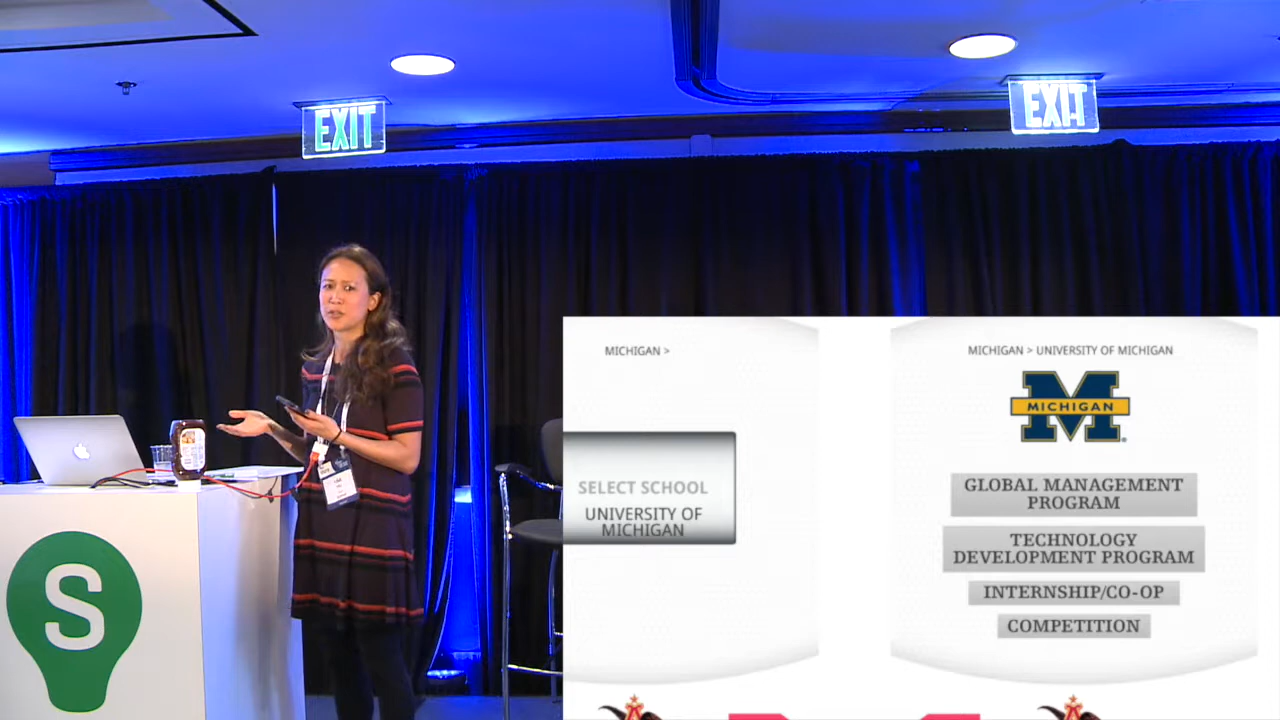 EXIT
EXIT
MICHIGAN >
SELECT SCHOOL
UNIVERSITY OF
MICHIGAN
MICHIGAN > UNIVERSITY OF MICHIGAN
M
MICHIGAN
GLOBAL MANAGEMENT
PROGRAM
TECHNOLOGY
DEVELOPMENT PROGRAM
INTERNSHIP/CO-OP
COMPETITION
S